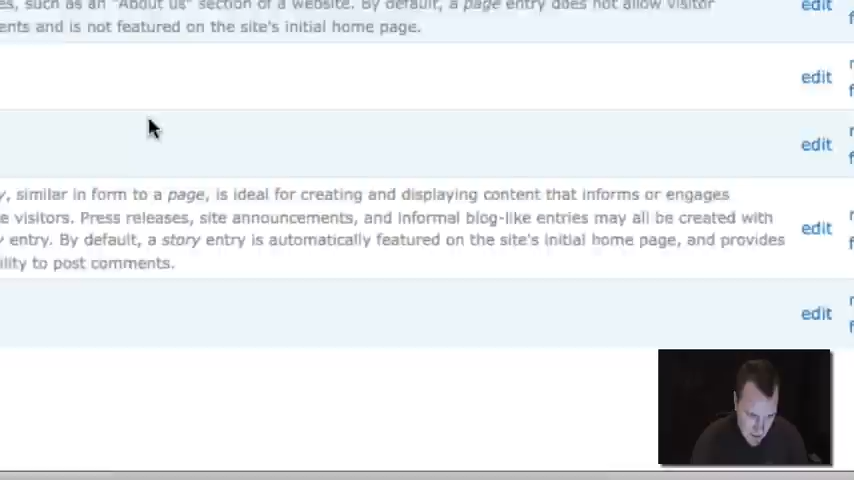 es, such as an "About us" section of a website. By default, a page entry does not allow visitor edit
ents and is not featured on the site's initial home page.
edit
edit
y, similar in form to a page, is ideal for creating and displaying content that informs or engages
e visitors. Press releases, site announcements, and informal blog-like entries may all be created with edit
y entry. By default, a story entry is automatically featured on the site's initial home page, and provides
ility to post comments.
edit